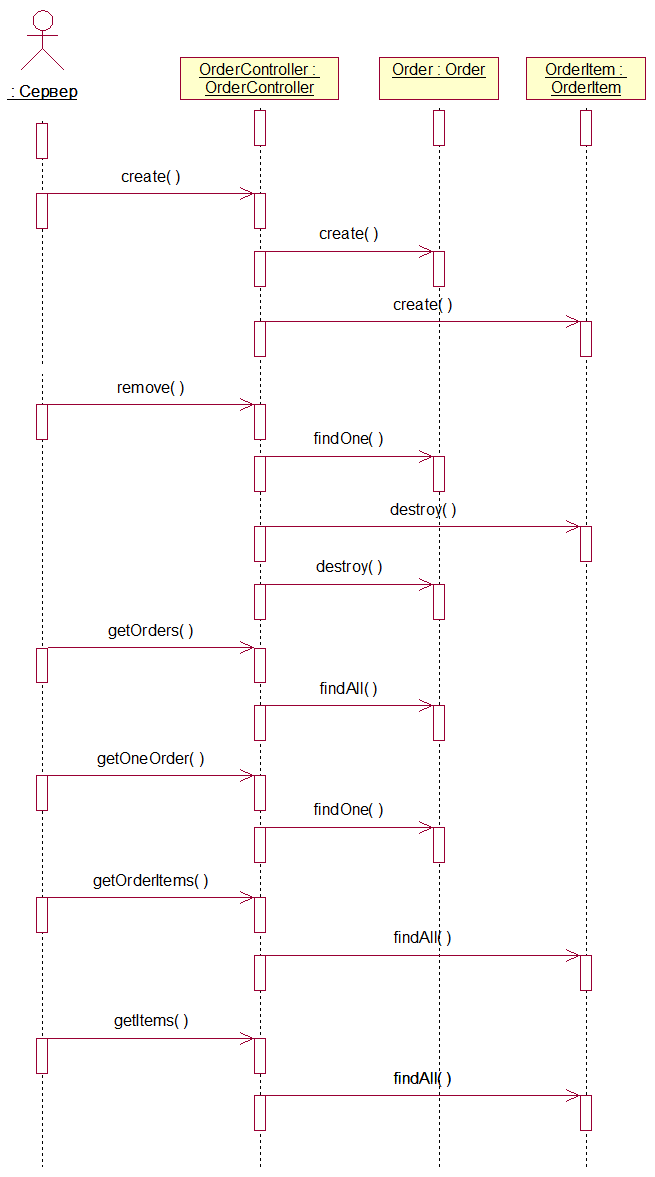 : Сервер
OrderController :
OrderController
Order : Order
OrderItem :
OrderItem
create( )
create( )
create( )
remove( )
findOne( )
destroy( )
destroy( )
getOrders( )
findAll( )
getOneOrder( )
findOne( )
getOrderItems( )
findAll( )
getItems( )
findAll( )